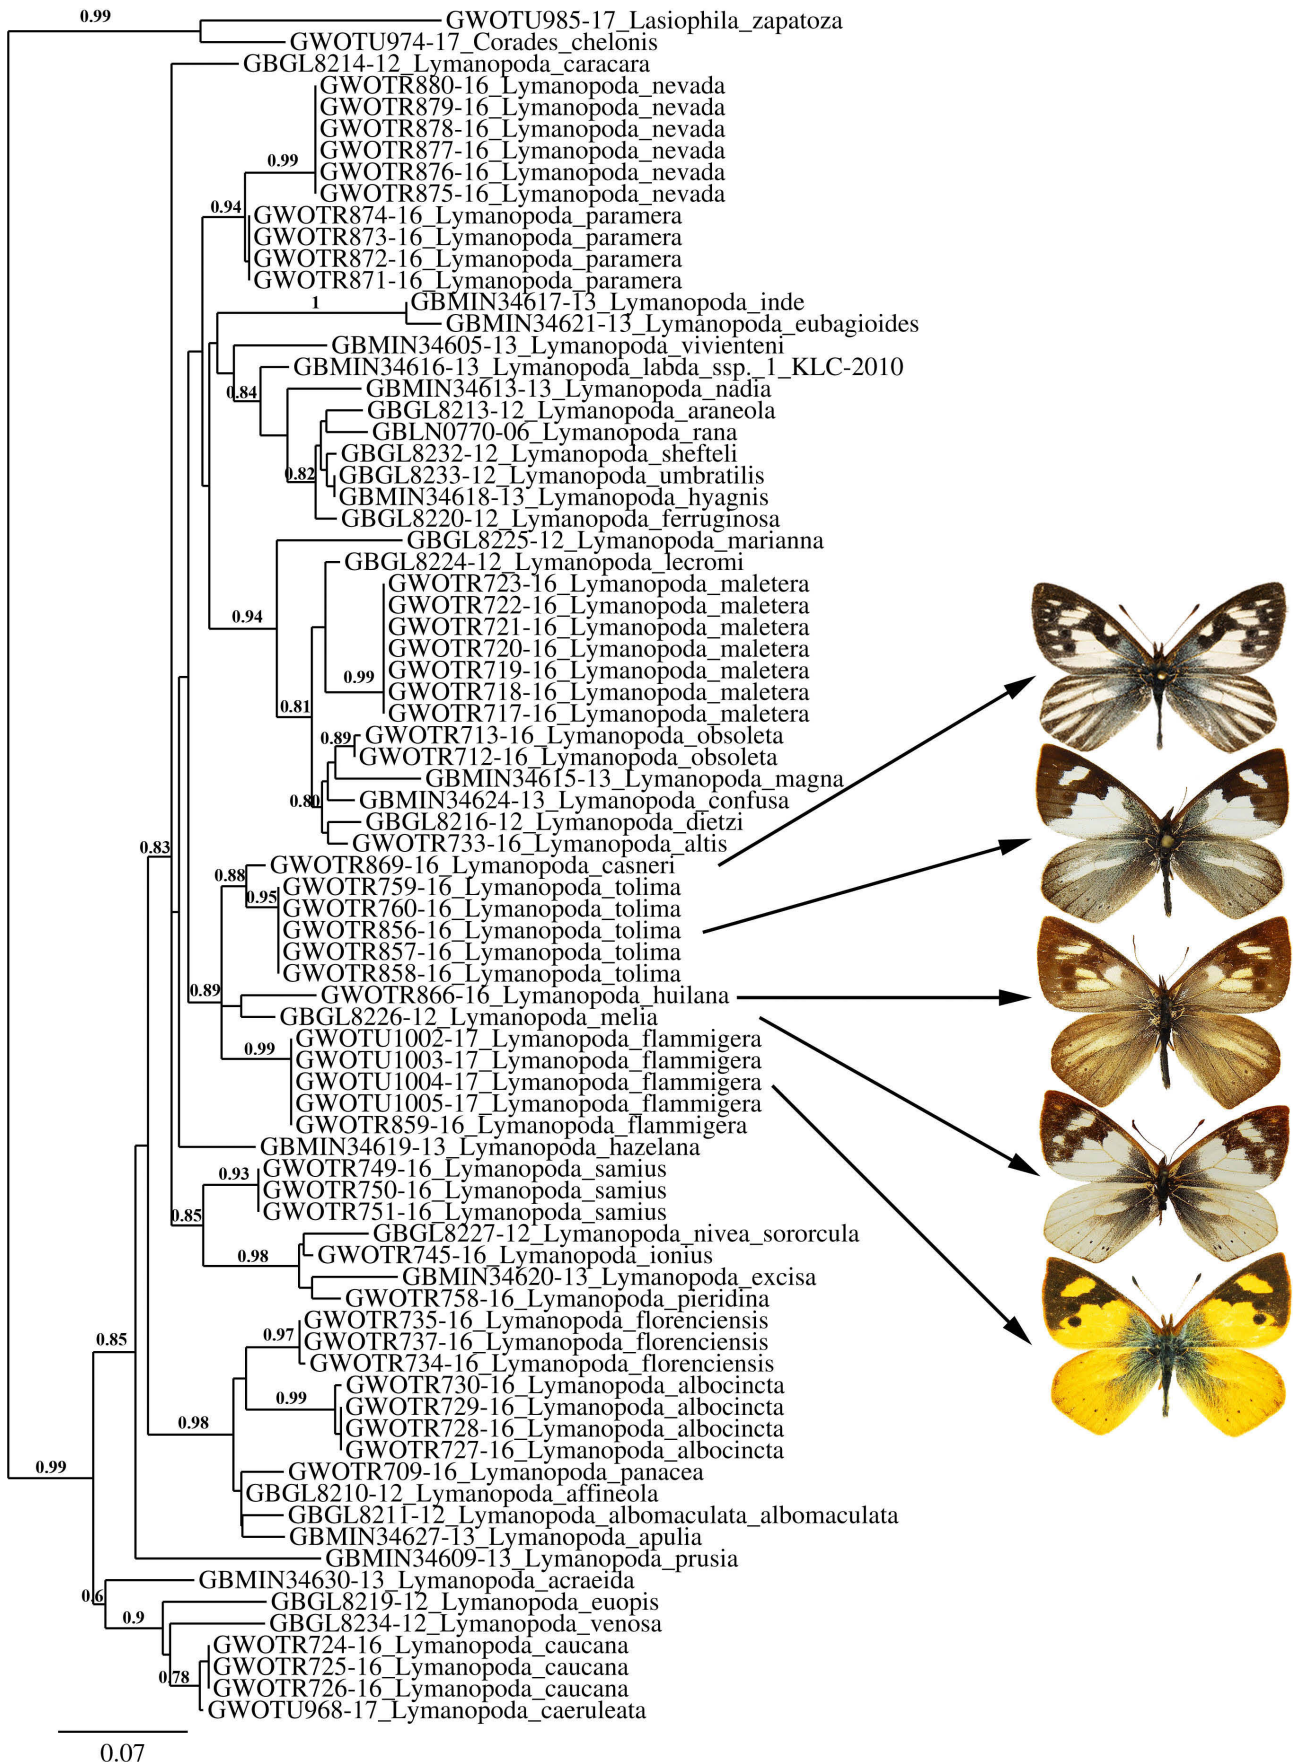 0.99
GWOTU985-17_Lasiophila_zapatoza
GWOTU974-17_Corades_chelonis
GBGL8214-12_Lymanopoda_caracara
GWOTR880-16_Lymanopoda_nevada
GWOTR879-16_Lymanopoda_nevada
GWOTR878-16_Lymanopoda_nevada
GWOTR877-16_Lymanopoda_nevada
0.99
GWOTR876-16_Lymanopoda_nevada
GWOTR875-16_Lymanopoda_nevada
0.94
GWOTR874-16_Lymanopoda_paramera
GWOTR873-16_Lymanopoda_paramera
GWOTR872-16_Lymanopoda_paramera
GWOTR871-16_Lymanopoda_paramera
1
GBMIN34617-13_Lymanopoda_inde
GBMIN34621-13_Lymanopoda_eubagioides
GBMIN34605-13_Lymanopoda_vivienteni
GBMIN34616-13_Lymanopoda_labda_ssp._1_KLC-2010
0.84
GBMIN34613-13_Lymanopoda_nadia
GBGL8213-12_Lymanopoda_araneola
GBLN0770-06_Lymanopoda_rana
GBGL8232-12_Lymanopoda_shefteli
0.82
GBGL8233-12_Lymanopoda_umbratilis
GBMIN34618-13_Lymanopoda_hyagnis
GBGL8220-12_Lymanopoda_ferruginosa
GBGL8225-12_Lymanopoda_marianna
GBGL8224-12_Lymanopoda_lecromi
GWOTR723-16_Lymanopoda_maletera
GWOTR722-16_Lymanopoda_maletera
0.94
GWOTR721-16_Lymanopoda_maletera
GWOTR720-16_Lymanopoda_maletera
0.99
GWOTR719-16_Lymanopoda_maletera
GWOTR718-16_Lymanopoda_maletera
0.81
GWOTR717-16_Lymanopoda_maletera
0.89
GWOTR713-16_Lymanopoda_obsoleta
GWOTR712-16_Lymanopoda_obsoleta
GBMIN34615-13_Lymanopoda_magna
0.80
GBMIN34624-13_Lymanopoda_confusa
GBGL8216-12_Lymanopoda_dietzi
GWOTR733-16_Lymanopoda_altis
0.83
GWOTR869-16_Lymanopoda_casneri
0.88
GWOTR759-16_Lymanopoda_tolima
0.95
GWOTR760-16_Lymanopoda_tolima
GWOTR856-16_Lymanopoda_tolima
GWOTR857-16_Lymanopoda_tolima
GWOTR858-16_Lymanopoda_tolima
0.89
GWOTR866-16_Lymanopoda_huilana
GBGL8226-12_Lymanopoda_melia
GWOTU1002-17_Lymanopoda_flammigera
0.99
GWOTU1003-17_Lymanopoda_flammigera
GWOTU1004-17_Lymanopoda_flammigera
GWOTU1005-17_Lymanopoda_flammigera
GWOTR859-16_Lymanopoda_flammigera
GBMIN34619-13_Lymanopoda_hazelana
0.93
GWOTR749-16_Lymanopoda_samius
GWOTR750-16_Lymanopoda_samius
0.85
GWOTR751-16_Lymanopoda_samius
GBGL8227-12_Lymanopoda_nivea_sororcula
0.98
GWOTR745-16_Lymanopoda_ionius
GBMIN34620-13_Lymanopoda_excisa
GWOTR758-16_Lymanopoda_pieridina
GWOTR735-16_Lymanopoda_florenciensis
0.85
0.97
GWOTR737-16_Lymanopoda_florenciensis
GWOTR734-16_Lymanopoda_florenciensis
GWOTR730-16_Lymanopoda_albocincta
0.99
GWOTR729-16_Lymanopoda_albocincta
0.98
GWOTR728-16_Lymanopoda_albocincta
GWOTR727-16_Lymanopoda_albocincta
0.99
GWOTR709-16_Lymanopoda_panacea
GBGL8210-12_Lymanopoda_affineola
GBGL8211-12_Lymanopoda_albomaculata_albomaculata
GBMIN34627-13_Lymanopoda_apulia
GBMIN34609-13_Lymanopoda_prusia
0.6
GBMIN34630-13_Lymanopoda_acraeida
0.9
GBGL8219-12_Lymanopoda_euopis
GBGL8234-12_Lymanopoda_venosa
GWOTR724-16_Lymanopoda_caucana
0.78
GWOTR725-16_Lymanopoda_caucana
GWOTR726-16_Lymanopoda_caucana
GWOTU968-17_Lymanopoda_caeruleata
0.07